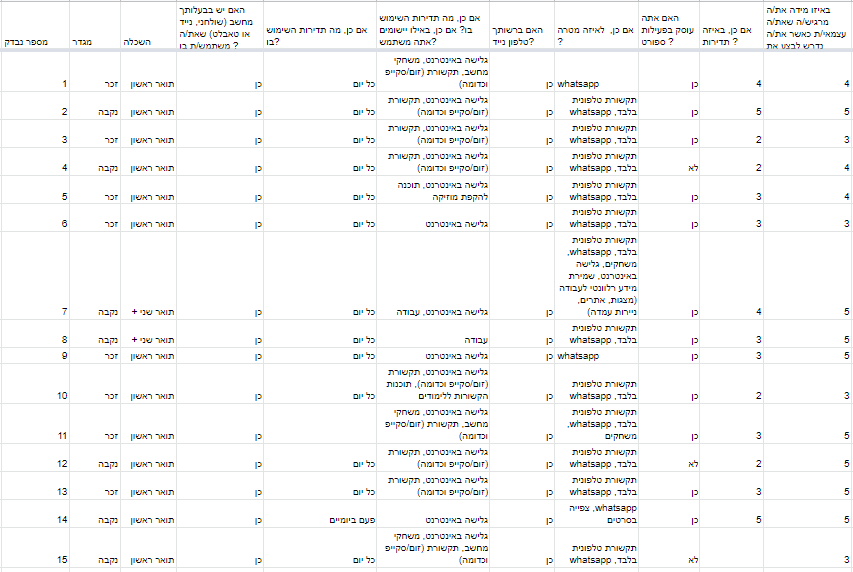 מספר נבדק
מגדר
השכלה
האם יש בבעלותך
מחשב (שולחני, נייד
או טאבלט) שאת/ה
משתמש/ת בו ?
אם כן, מה תדירות השימוש
בו?
אם כן, מה תדירות השימוש
בו? אם כן, באילו יישומים
אתה משתמש?
האם ברשותך
טלפון נייד?
אם כן, לאיזה מטרה
?
האם אתה
עוסק בפעילות
ספורט ?
אם כן, באיזה
תדירות ?
באיזו מידה את/ה
מרגיש/ה שאת/ה
עצמאי/ת כאשר את/ה
נדרש לבצע את
1 זכר תואר ראשון כן כל יום
גלישה באינטרנט, משחקי
מחשב, תקשורת (זום/סקייפ
וכדומה)
כן whatsapp כן 4 4
2 נקבה תואר ראשון כן כל יום
גלישה באינטרנט, תקשורת
(זום/סקייפ וכדומה)
כן
תקשורת טלפונית
בלבד, whatsapp
כן 5 5
3 זכר תואר ראשון כן כל יום
גלישה באינטרנט, תקשורת
(זום/סקייפ וכדומה)
כן
תקשורת טלפונית
בלבד, whatsapp
כן 2 3
4 נקבה תואר ראשון כן כל יום
גלישה באינטרנט, תקשורת
(זום/סקייפ וכדומה)
כן
תקשורת טלפונית
בלבד, whatsapp
לא 2 4
5 זכר תואר ראשון כן כל יום
גלישה באינטרנט, תוכנה
להקפת מוזיקה
כן
תקשורת טלפונית
בלבד, whatsapp
כן 3 4
6 זכר תואר ראשון כן כל יום
גלישה באינטרנט
כן
תקשורת טלפונית
בלבד, whatsapp
כן 3 3
7 נקבה תואר שני + כן כל יום
גלישה באינטרנט, עבודה
כן
תקשורת טלפונית
בלבד, whatsapp,
משחקים, גלישה
באינטרנט, שמירת
מידע רלוונטי לעבודה
(מצגות, אתרים,
ניירות עמדה)
כן 4 5
8 נקבה תואר שני + כן כל יום
עבודה
כן
תקשורת טלפונית
בלבד, whatsapp
כן 3 5
9 זכר תואר ראשון כן כל יום
גלישה באינטרנט
כן whatsapp כן 3 5
10 זכר תואר ראשון כן כל יום
גלישה באינטרנט, תקשורת
(זום/סקייפ וכדומה), תוכנות
הקשורות ללימודים
כן
תקשורת טלפונית
בלבד, whatsapp
כן 2 3
11 זכר תואר ראשון כן
גלישה באינטרנט, משחקי
מחשב, תקשורת (זום/סקייפ
וכדומה)
כן
תקשורת טלפונית
בלבד, whatsapp,
משחקים
כן 3 5
12 נקבה תואר ראשון כן כל יום
גלישה באינטרנט, תקשורת
(זום/סקייפ וכדומה)
כן
תקשורת טלפונית
בלבד, whatsapp
לא 2 5
13 זכר תואר ראשון כן כל יום
גלישה באינטרנט, תקשורת
(זום/סקייפ וכדומה)
כן
תקשורת טלפונית
בלבד, whatsapp
כן 3 5
14 נקבה תואר ראשון כן פעם ביומיים
גלישה באינטרנט
כן
whatsapp, צפייה
בסרטים
כן 5 5
15 נקבה תואר ראשון כן כל יום
גלישה באינטרנט, משחקי
מחשב, תקשורת (זום/סקייפ
וכדומה)
כן
תקשורת טלפונית
בלבד, whatsapp
לא 3